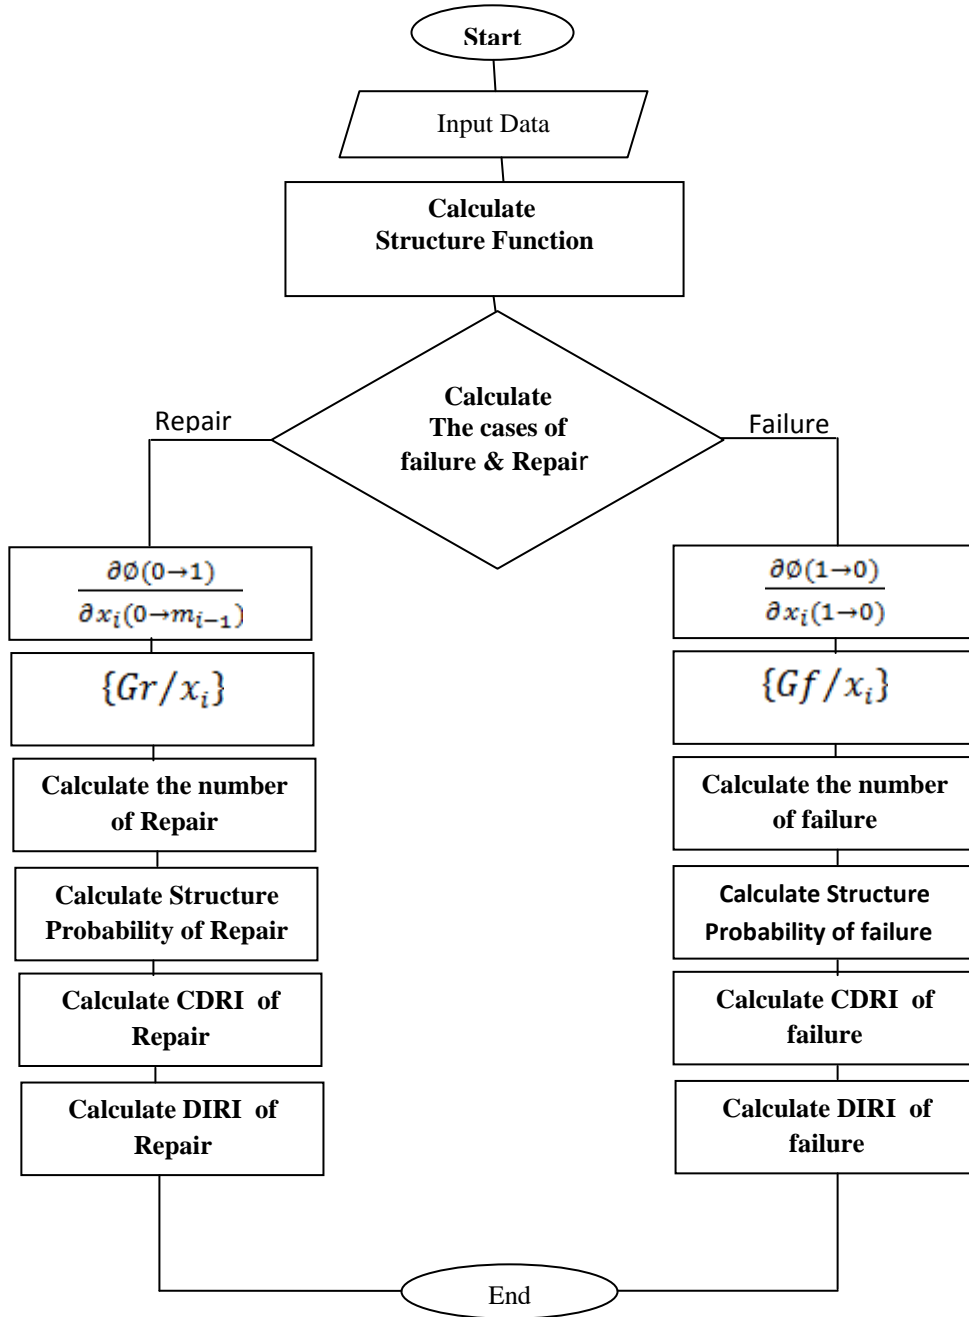 Start
Input Data
Calculate
Structure Function
Calculate
The cases of
failure & Repair
Repair
Failure
∂Ø(0→1)
∂x_i(0→m_{i−1})
{Gr/x_i}
Calculate the number
of Repair
Calculate Structure
Probability of Repair
Calculate CDRI of
Repair
Calculate DIRI of
Repair
∂Ø(1→0)
∂x_i(1→0)
{Gf/x_i}
Calculate the number
of failure
Calculate Structure
Probability of failure
Calculate CDRI of
failure
Calculate DIRI of
failure
End